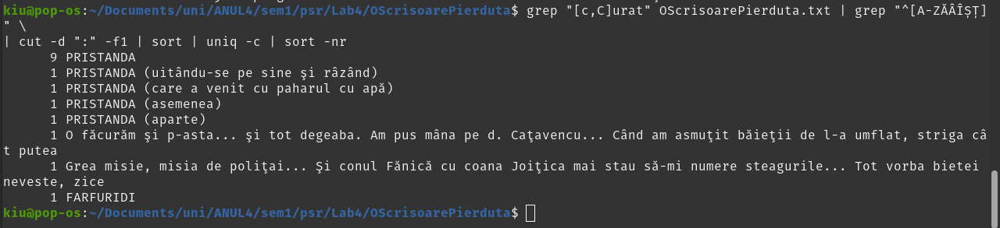 kiu@pop-os:~/Documents/uni/ANUL4/sem1/psr/Lab4/OScrisoarePierduta$ grep "[c,C]urat" OScrisoarePierduta.txt | grep "^[A-ZĂÂÎȘȚ]
" \
| cut -d ":" -f1 | sort | uniq -c | sort -nr
9 PRISTANDA
1 PRISTANDA (uitându-se pe sine şi râzând)
1 PRISTANDA (care a venit cu paharul cu apă)
1 PRISTANDA (asemenea)
1 PRISTANDA (aparte)
1 O făcurăm şi p-asta... şi tot degeaba. Am pus mâna pe d. Caţavencu... Când am asmuţit băieţii de l-a umflat, striga câ
t putea
1 Grea misie, misia de poliţai... Şi conul Fănică cu coana Joiţica mai stau să-mi numere steagurile... Tot vorba bietei
neveste, zice
1 FARFURIDI
kiu@pop-os:~/Documents/uni/ANUL4/sem1/psr/Lab4/OScrisoarePierduta$